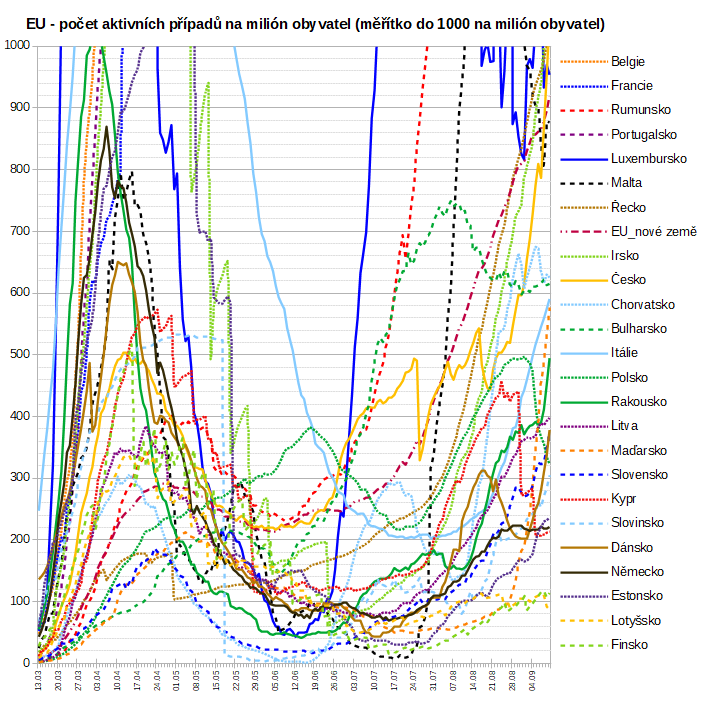 EU - počet aktivních případů na milión obyvatel (měřítko do 1000 na milión obyvatel)
1000
900
800
700
600
500
400
300
200
100
0
13.03
20.03
27.03
03.04
10.04
17.04
24.04
01.05
08.05
15.05
22.05
29.05
05.06
12.06
19.06
26.06
03.07
10.07
17.07
24.07
31.07
07.08
14.08
21.08
28.08
04.09
Belgie
Francie
Rumunsko
Portugalsko
Luxembursko
Malta
Řecko
EU_nové země
Irsko
Česko
Chorvatsko
Bulharsko
Itálie
Polsko
Rakousko
Litva
Maďarsko
Slovensko
Kypr
Slovinsko
Dánsko
Německo
Estonsko
Lotyšsko
Finsko